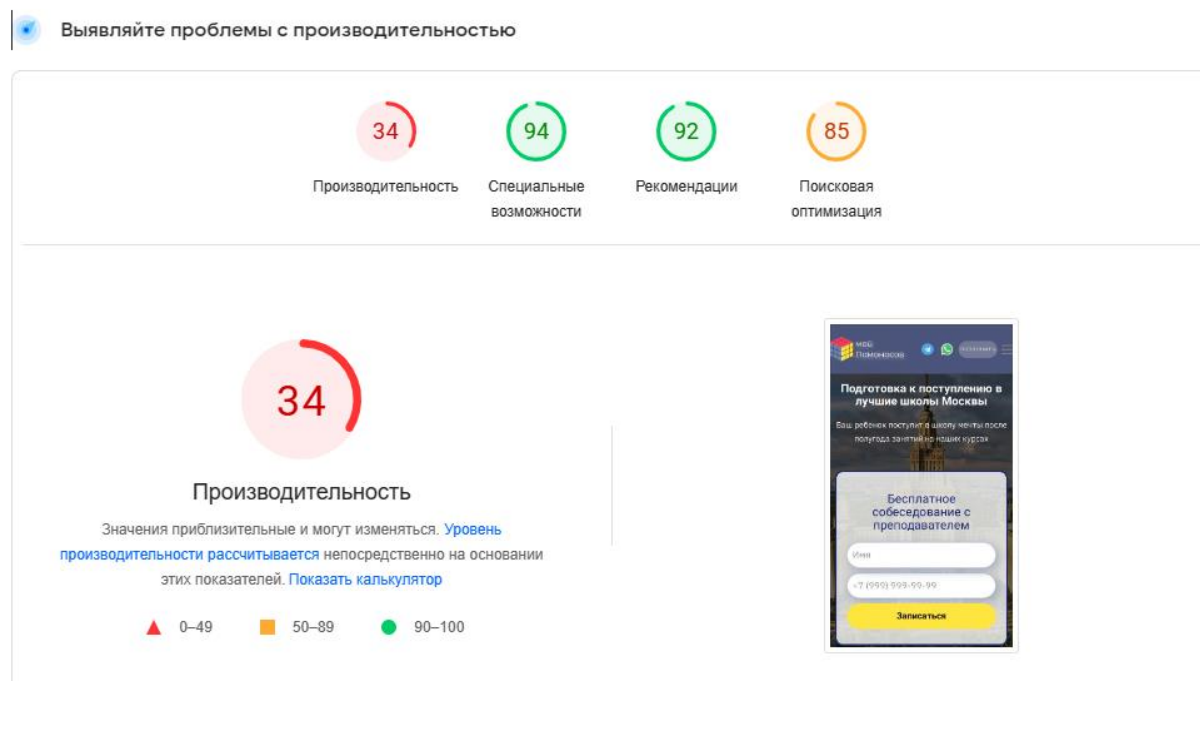 Выявляйте проблемы с производительностью
34
94
92
85
Производительность
Специальные
возможности
Рекомендации
Поисковая
оптимизация
34
Производительность
Значения приблизительные и могут изменяться. Уровень
производительности рассчитывается непосредственно на основании
этих показателей. Показать калькулятор
0–49
50–89
90–100
мой
Ломоносов
Подготовка к поступлению в
лучшие школы Москвы
Ваш ребенок поступит в школу мечты после
полугода занятий на наших курсах
Бесплатное
собеседование с
преподавателем
Имя
+7 (999) 999-99-99
Записаться